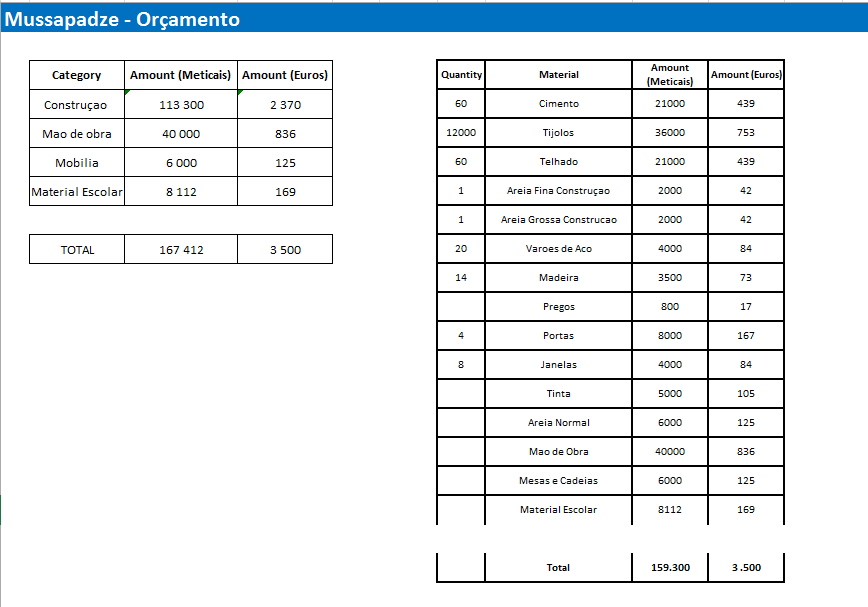 Mussapadze - Orçamento
Category Amount (Meticais) Amount (Euros)
Construçao 113 300 2 370
Mao de obra 40 000 836
Mobilia 6 000 125
Material Escolar 8 112 169
TOTAL 167 412 3 500
Quantity Material Amount (Meticais) Amount (Euros)
60 Cimento 21000 439
12000 Tijolos 36000 753
60 Telhado 21000 439
1 Areia Fina Construçao 2000 42
1 Areia Grossa Construcao 2000 42
20 Varoes de Aco 4000 84
14 Madeira 3500 73
Pregos 800 17
4 Portas 8000 167
8 Janelas 4000 84
Tinta 5000 105
Areia Normal 6000 125
Mao de Obra 40000 836
Mesas e Cadeias 6000 125
Material Escolar 8112 169
Total 159.300 3.500